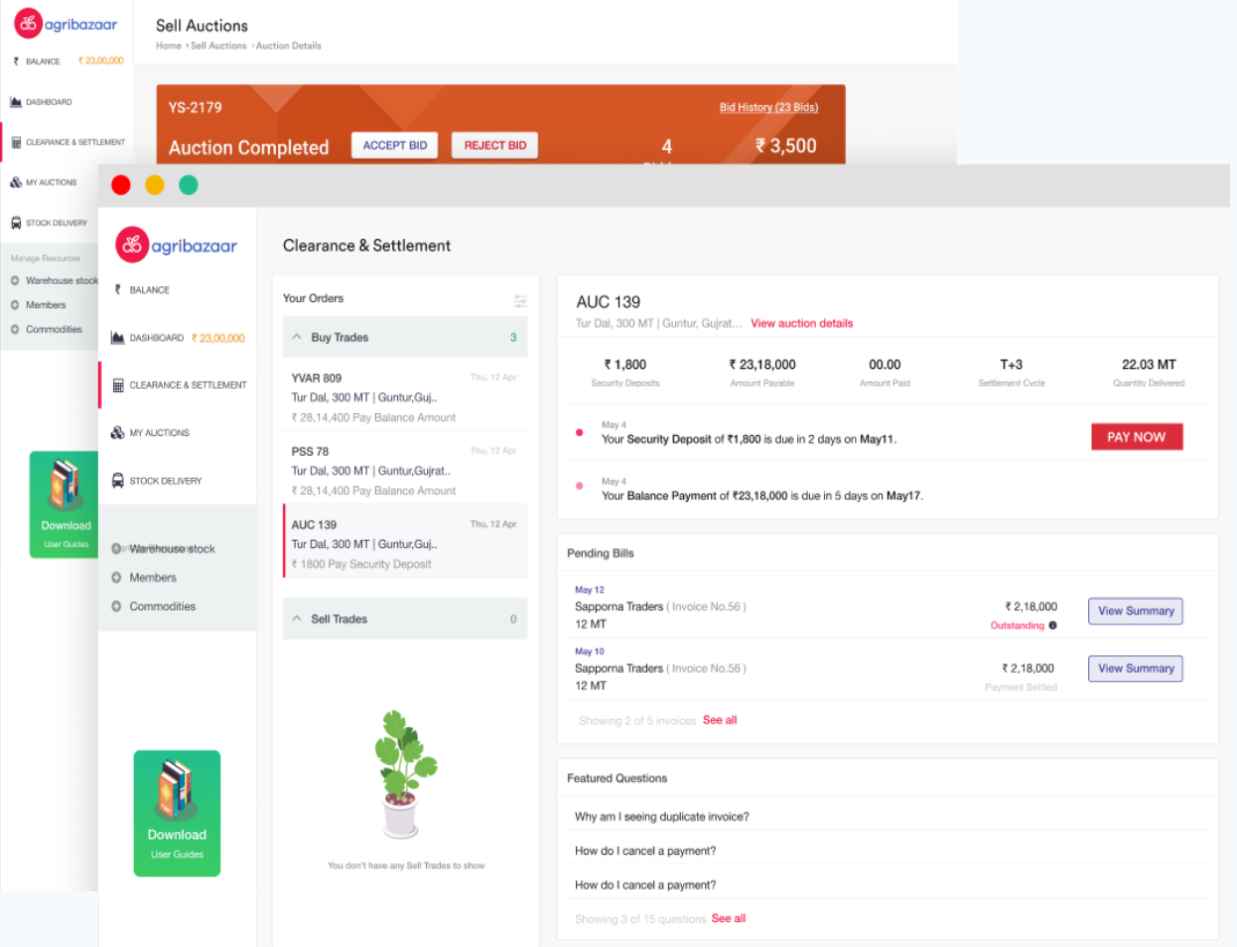 agribazaar
₹ BALANCE ₹ 23,00,000
DASHBOARD
CLEARANCE & SETTLEMENT
MY AUCTIONS
STOCK DELIVERY
Manage Resources
Warehouse stock
Members
Commodities
Download
User Guides
Sell Auctions
Home › Sell Auctions › Auction Details
YS-2179
Bid History (23 Bids)
Auction Completed
ACCEPT BID
REJECT BID
4
₹ 3,500
agribazaar
₹ BALANCE
DASHBOARD ₹ 23,00,000
CLEARANCE & SETTLEMENT
MY AUCTIONS
STOCK DELIVERY
Warehouse stock
Members
Commodities
Download
User Guides
Clearance & Settlement
Your Orders
Buy Trades 3
YVAR 809 Thu, 12 Apr
Tur Dal, 300 MT | Guntur,Guj..
₹ 28,14,400 Pay Balance Amount
PSS 78 Thu, 12 Apr
Tur Dal, 300 MT | Guntur,Gujrat..
₹ 28,14,400 Pay Balance Amount
AUC 139 Thu, 12 Apr
Tur Dal, 300 MT | Guntur,Guj..
₹ 1800 Pay Security Deposit
Sell Trades 0
You don't have any Sell Trades to show
AUC 139
Tur Dal, 300 MT | Guntur, Gujrat... View auction details
₹ 1,800 ₹ 23,18,000 00.00 T+3 22.03 MT
Security Deposits Amount Payable Amount Paid Settlement Cycle Quantity Delivered
May 4
Your Security Deposit of ₹1,800 is due in 2 days on May11.
PAY NOW
May 4
Your Balance Payment of ₹23,18,000 is due in 5 days on May17.
Pending Bills
May 12
Sapporna Traders ( Invoice No.56 ) ₹ 2,18,000 View Summary
12 MT Outstanding
May 10
Sapporna Traders ( Invoice No.56 ) ₹ 2,18,000 View Summary
12 MT Payment Settled
Showing 2 of 5 invoices See all
Featured Questions
Why am I seeing duplicate invoice?
How do I cancel a payment?
How do I cancel a payment?
Showing 3 of 15 questions See all